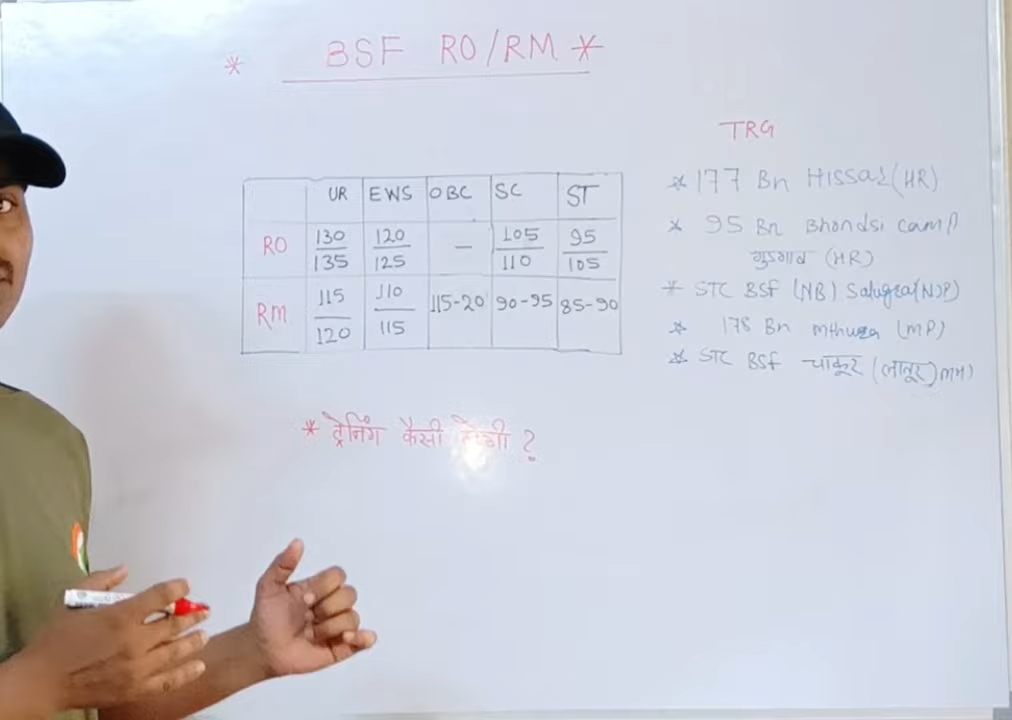 * BSF RO/RM *
TRG
UR EWS OBC SC ST
RO 130/135 120/125 — 105/110 95/105
RM 115/120 110/115 115-20 90-95 85-90
* 177 Bn Hissar (HR)
* 95 Bn Bhondsi camp
गुडगाव (HR)
* STC BSF (NB) (NJP)
* 178 Bn (MP)
* STC BSF चाकूर (लातूर) MH)
* ट्रेनिंग कैसी होगी ?